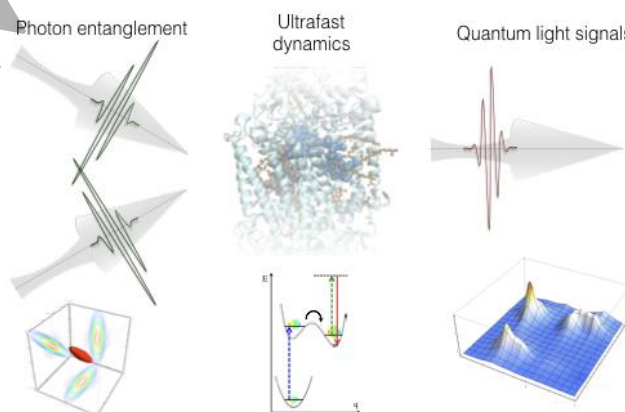 Photon entanglement
Ultrafast
dynamics
Quantum light signals
E
q